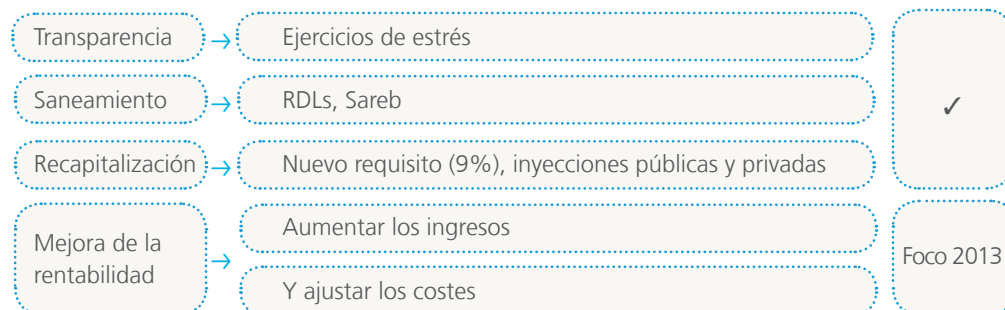 Transparencia → Ejercicios de estrés
Saneamiento → RDLs, Sareb
✓
Recapitalización → Nuevo requisito (9%), inyecciones públicas y privadas
Mejora de la
rentabilidad →
Aumentar los ingresos
Y ajustar los costes
Foco 2013